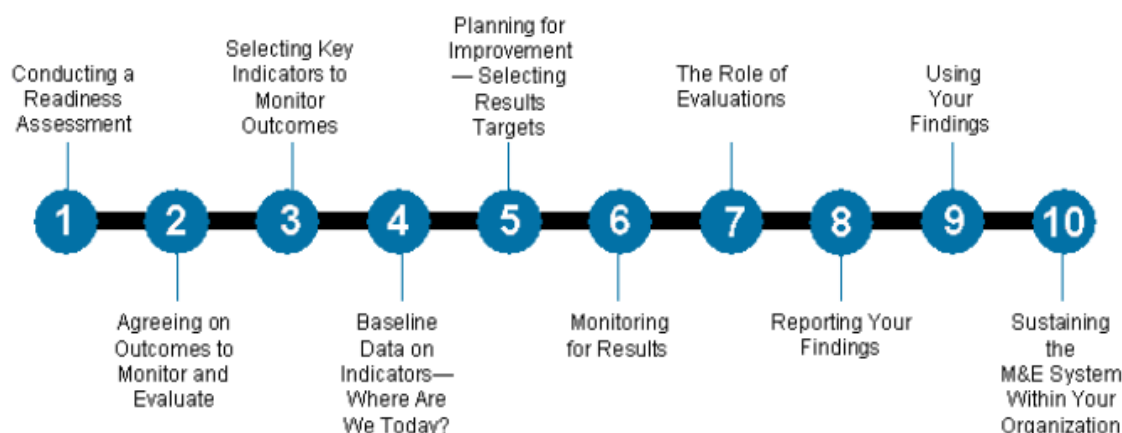 Conducting a
Readiness
Assessment
1
2
Agreeing on
Outcomes to
Monitor and
Evaluate
Selecting Key
Indicators to
Monitor
Outcomes
3
4
Baseline
Data on
Indicators—
Where Are
We Today?
Planning for
Improvement
— Selecting
Results
Targets
5
6
Monitoring
for Results
The Role of
Evaluations
7
8
Reporting Your
Findings
Using
Your
Findings
9
10
Sustaining
the
M&E System
Within Your
Organization